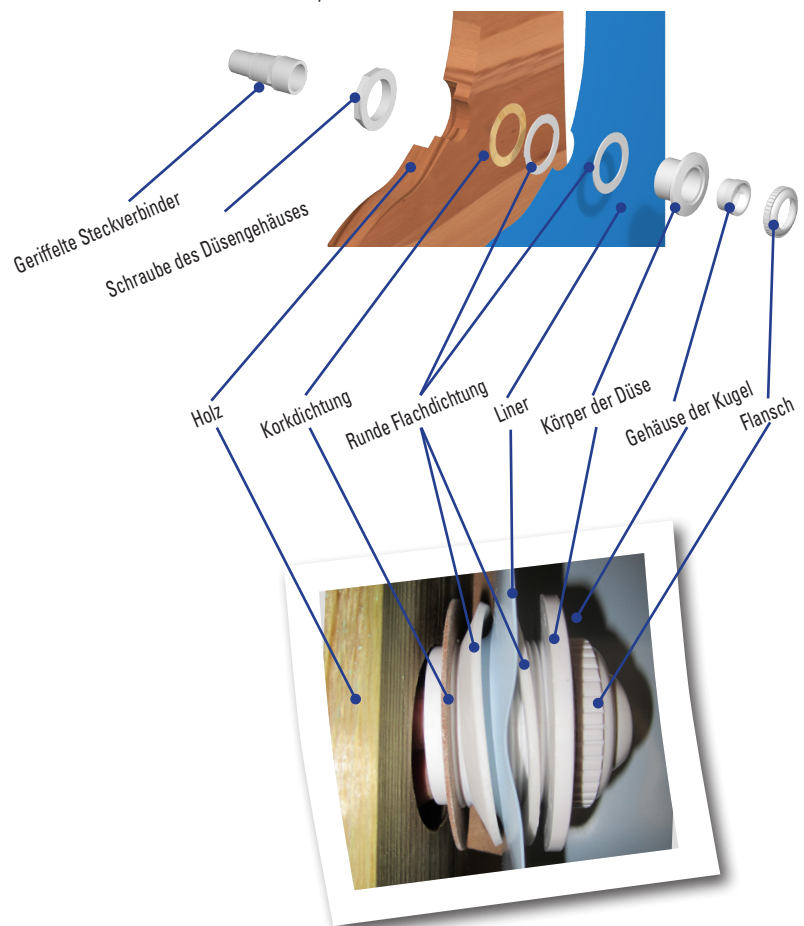 Geriffelte Steckverbinder
Schraube des Düsengehäuses
Holz
Korkdichtung
Runde Flachdichtung
Liner
Körper der Düse
Gehäuse der Kugel
Flansch